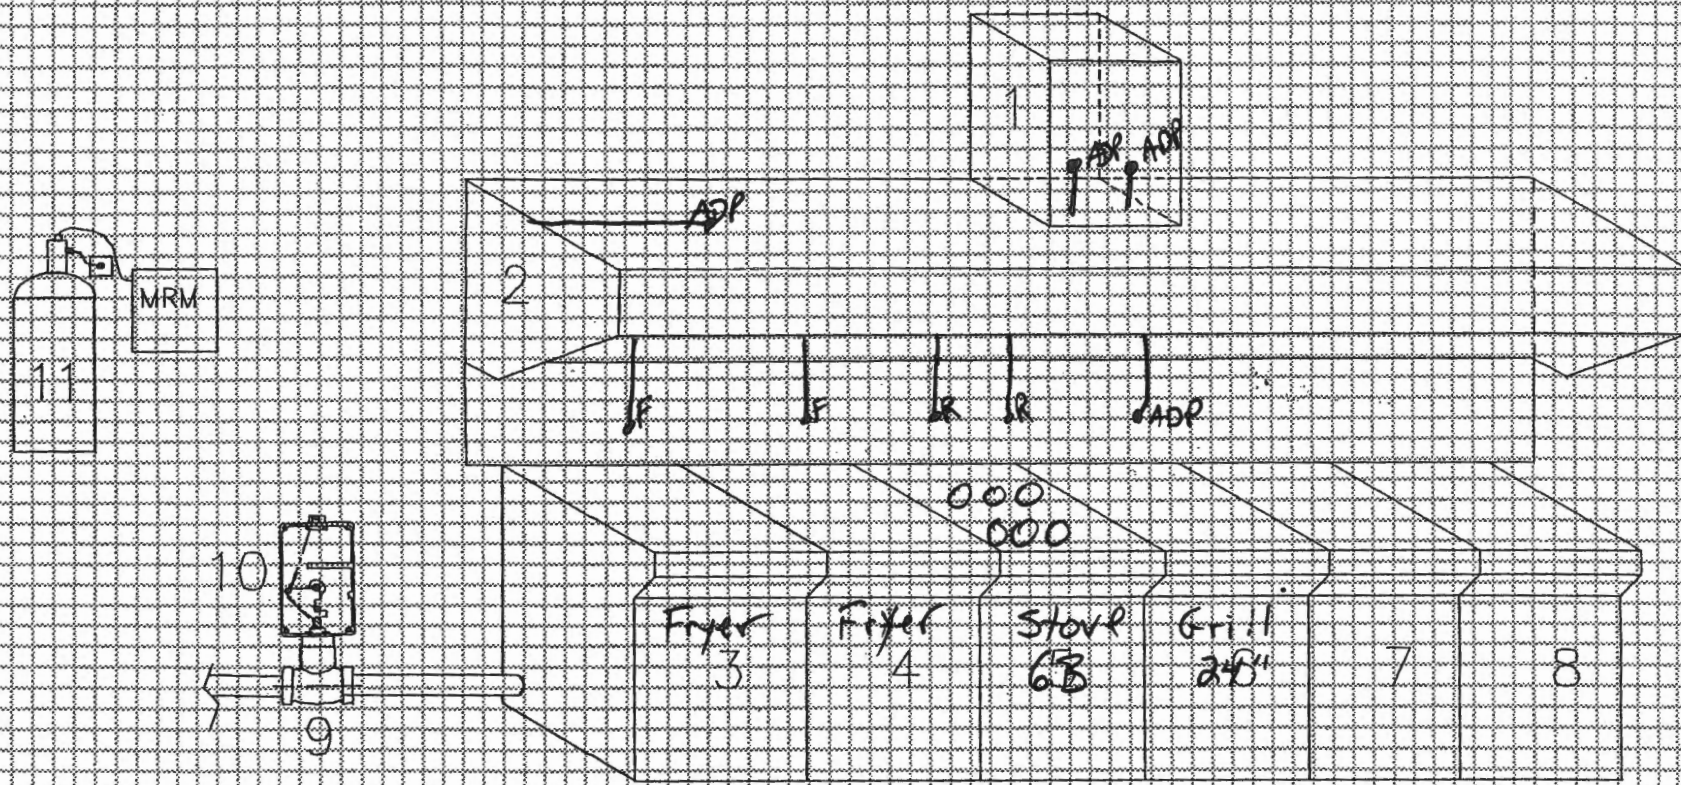 1
ADP ADP
ADP
2
MRM
11
F F R R ADP
10
Fryer Fryer Stove Grill
3 4 6B 24" 7 8
9